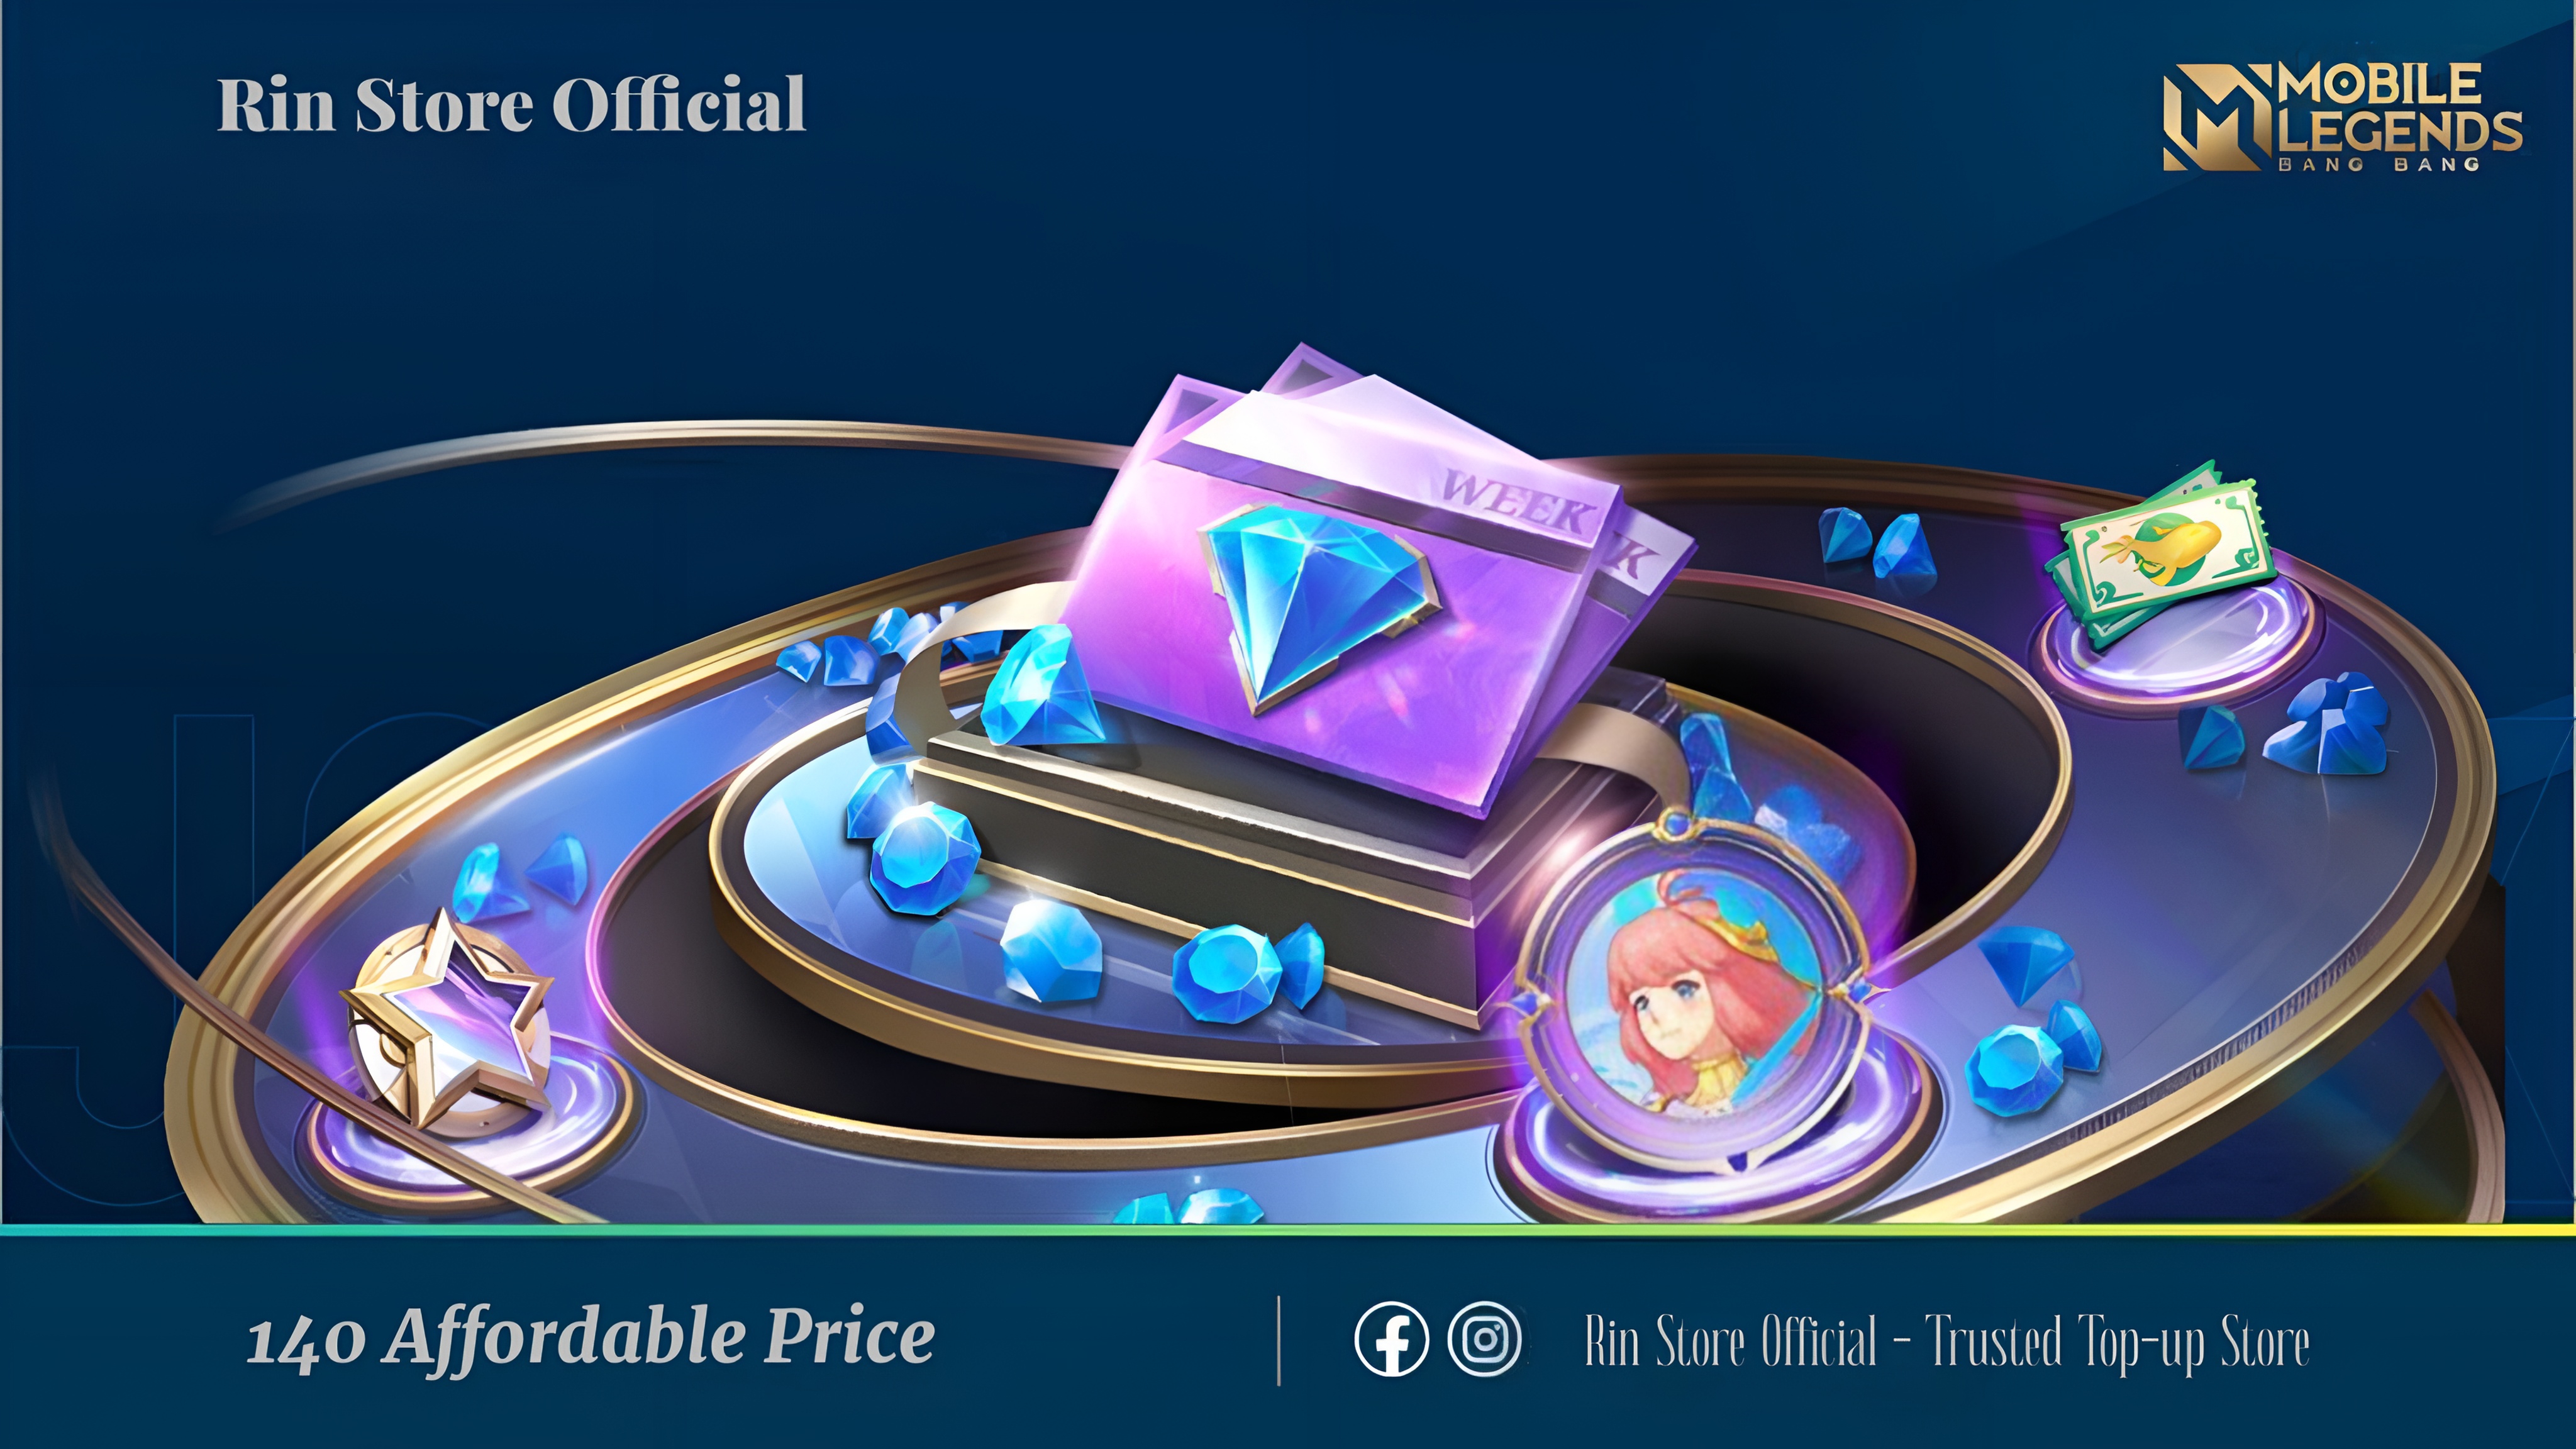 Rin Store Official
MOBILE
LEGENDS
BANG BANG
WEEK
K
140 Affordable Price
Rin Store Official - Trusted Top-up Store